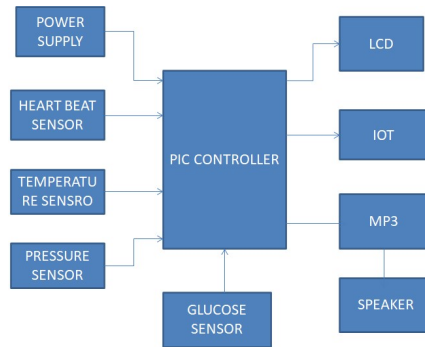 POWER
SUPPLY
LCD
HEART BEAT
SENSOR
IOT
PIC CONTROLLER
TEMPERATU
RE SENSRO
MP3
PRESSURE
SENSOR
GLUCOSE
SENSOR
SPEAKER